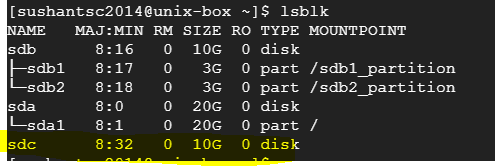 [sushantsc2014@unix-box ~]$ lsblk
NAME   MAJ:MIN RM SIZE RO TYPE MOUNTPOINT
sdb      8:16   0  10G  0 disk
├─sdb1   8:17   0   3G  0 part /sdb1_partition
└─sdb2   8:18   0   3G  0 part /sdb2_partition
sda      8:0    0  20G  0 disk
└─sda1   8:1    0  20G  0 part /
sdc      8:32   0  10G  0 disk